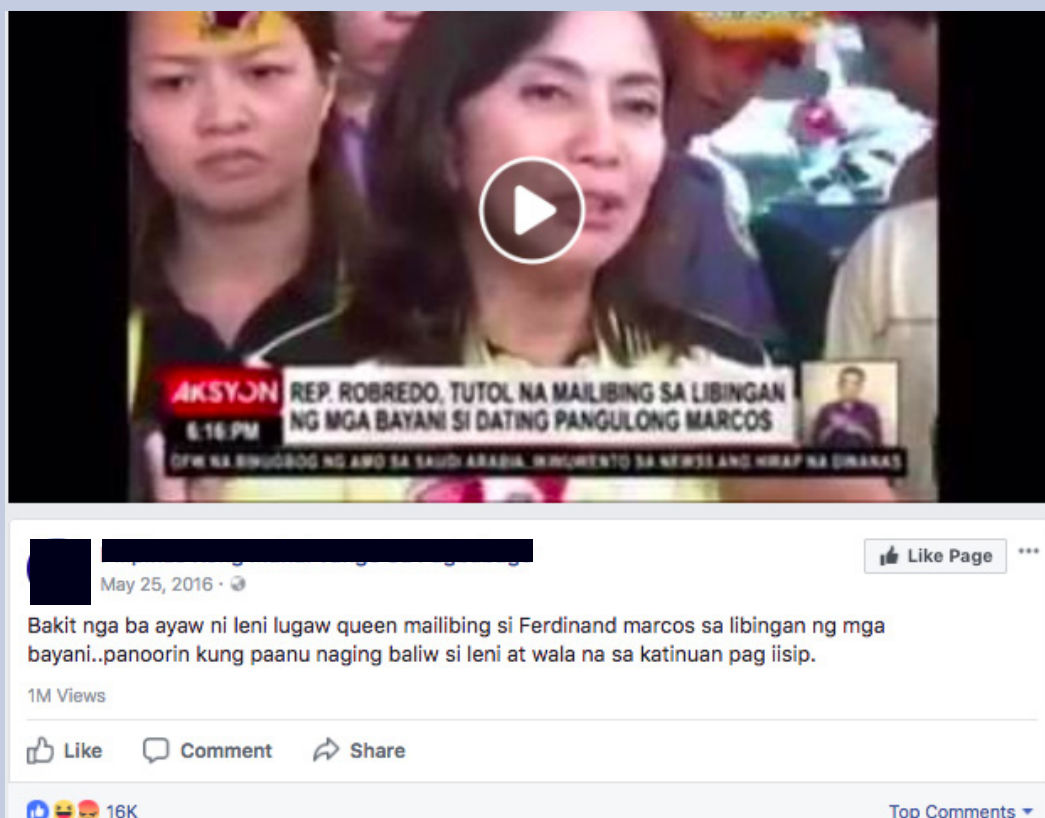 AKSYON
6:16 PM
REP. ROBREDO, TUTOL NA MAILIBING SA LIBINGAN
NG MGA BAYANI SI DATING PANGULONG MARCOS
OFW NA BINUGBOG NG AMO SA SAUDI ARABIA, IKINUWENTO SA NEWS5 ANG HIRAP NA DINANAS
May 25, 2016 ·
Like Page
Bakit nga ba ayaw ni leni lugaw queen mailibing si Ferdinand marcos sa libingan ng mga
bayani..panoorin kung paanu naging baliw si leni at wala na sa katinuan pag iisip.
1M Views
Like Comment Share
16K
Top Comments